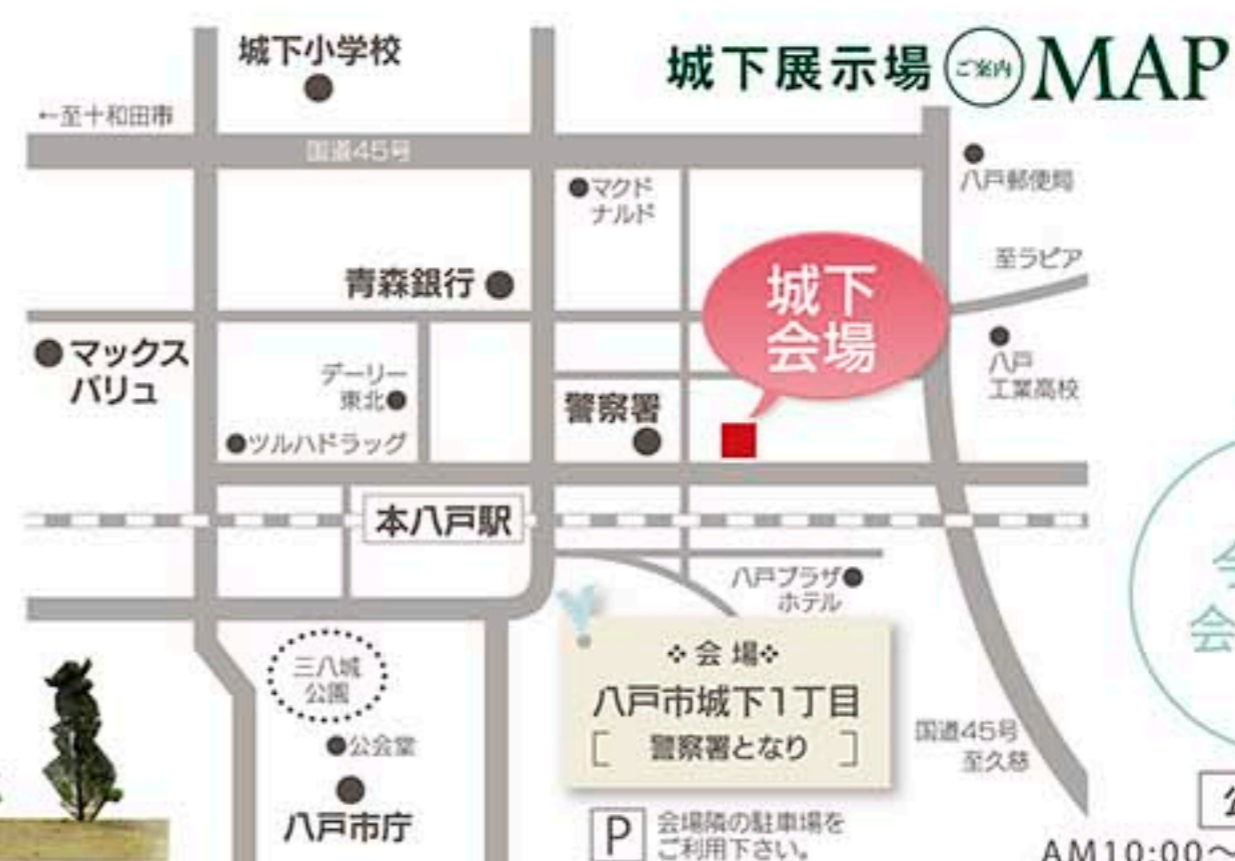 城下展示場 ご案内 MAP
城下小学校
←至十和田市
国道45号
八戸郵便局
マクド
ナルド
至ラピア
青森銀行
城下
会場
マックス
バリュ
八戸
工業高校
デーリー
東北
警察署
ツルハドラッグ
本八戸駅
八戸プラザ
ホテル
会場
八戸市城下1丁目
[警察署となり]
三八城
公園
公会堂
国道45号
至久慈
八戸市庁
P 会場隣の駐車場を
ご利用下さい。
AM10:00〜